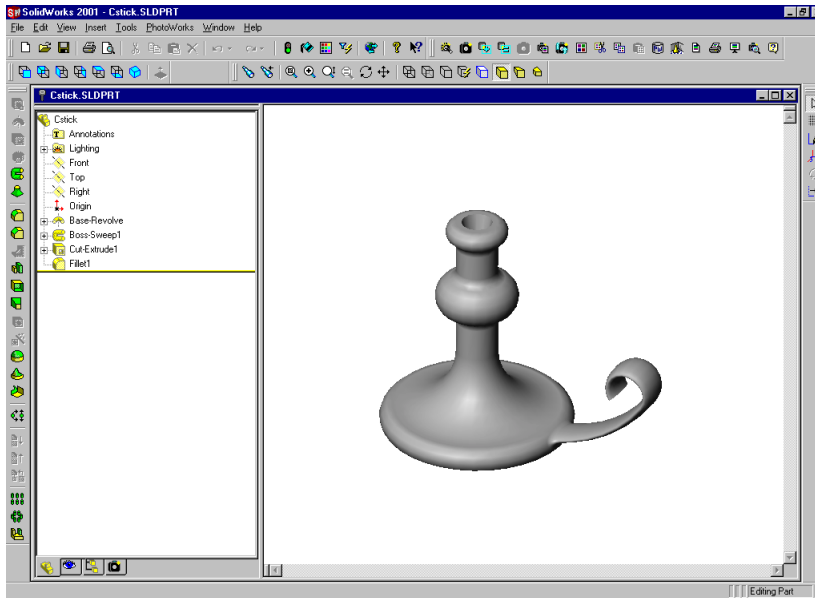 SolidWorks 2001 - Cstick.SLDPRT
File Edit View Insert Tools PhotoWorks Window Help
Cstick.SLDPRT
Cstick
Annotations
Lighting
Front
Top
Right
Origin
Base-Revolve
Boss-Sweep1
Cut-Extrude1
Fillet1
Editing Part